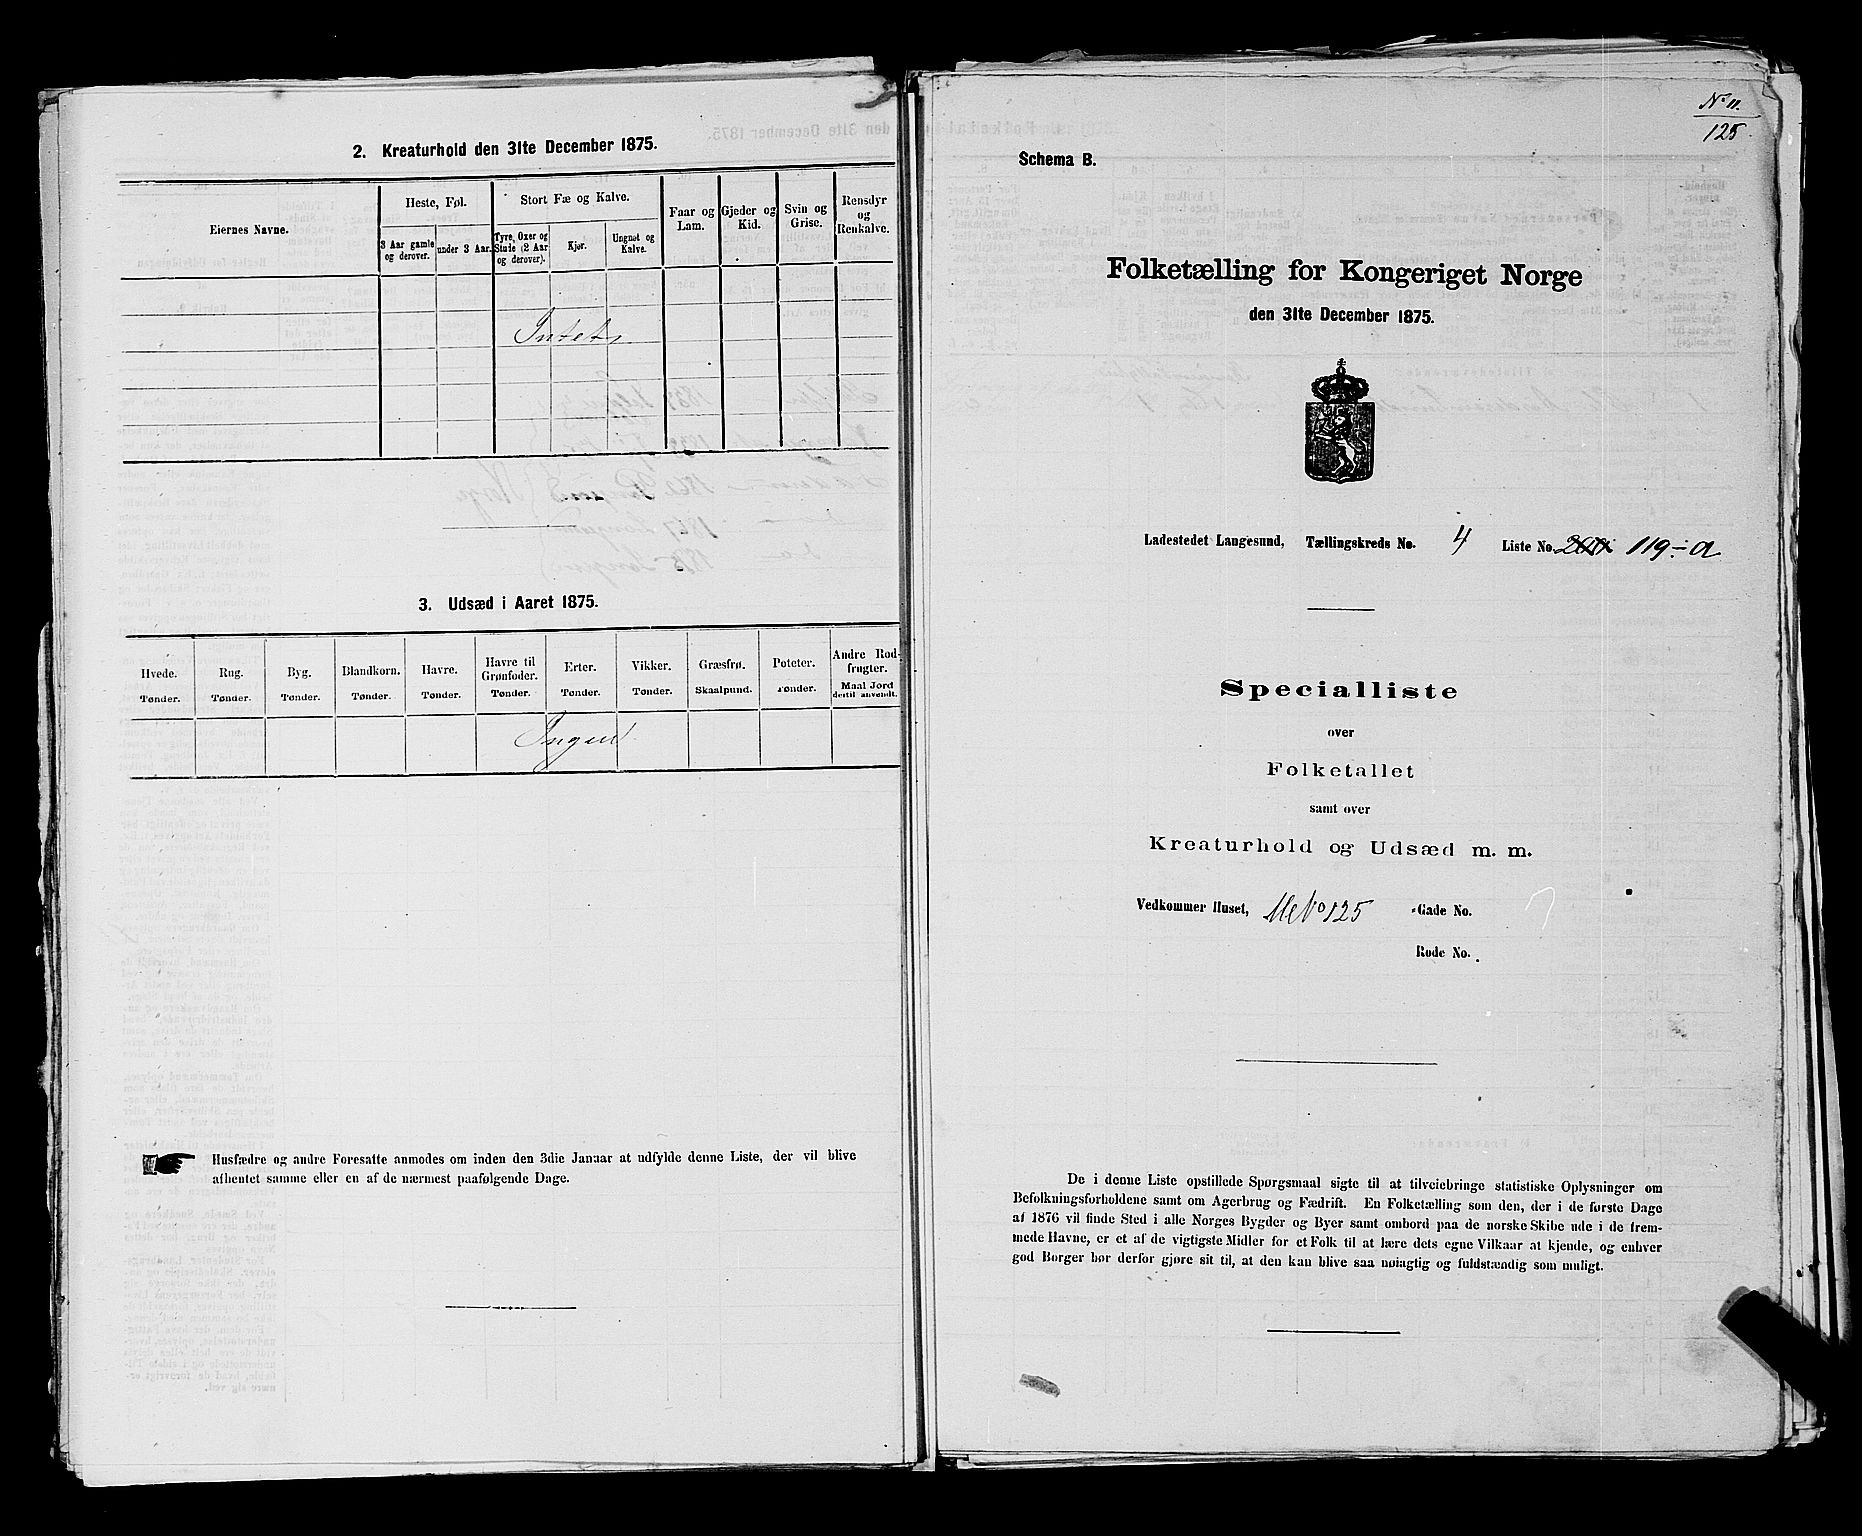 2. Kreaturhold den 31te December 1875.
Eiernes Navne.
Heste, Føl.
3 Aar gamle og derover.
under 3 Aar.
Stort Fæ og Kalve.
Tyre, Oxer og Stude (2 Aar og derover).
Kjør.
Ungnøt og Kalve.
Faar og Lam.
Gjeder og Kid.
Svin og Grise.
Rensdyr og Renkalve.
Intet
3. Udsæd i Aaret 1875.
Hvede. Rug. Byg. Blandkorn. Havre. Havre til Grønfoder. Erter. Vikker. Græsfrø. Poteter. Andre Rodfrugter.
Tønder. Tønder. Tønder. Tønder. Tønder. Tønder. Tønder. Tønder. Skaalpund. Tønder. Maal Jord dertil anvendt.
Ingen
Husfædre og andre Foresatte anmodes om inden den 3die Januar at udfylde denne Liste, der vil blive
afhentet samme eller en af de nærmest paafølgende Dage.
No 11.
125.
Schema B.
Folketælling for Kongeriget Norge
den 31te December 1875.
Ladestedet Langesund, Tællingskreds No. 4 Liste No. 119-a
Specialliste
over
Folketallet
samt over
Kreaturhold og Udsæd m. m.
Vedkommer Huset, No 125 Gade No.
Rode No.
De i denne Liste opstillede Spørgsmaal sigte til at tilveiebringe statistiske Oplysninger om
Befolkningsforholdene samt om Agerbrug og Fædrift. En Folketælling som den, der i de første Dage
af 1876 vil finde Sted i alle Norges Bygder og Byer samt ombord paa de norske Skibe ude i de frem-
mede Havne, er et af de vigtigste Midler for et Folk til at lære dets egne Vilkaar at kjende, og enhver
god Borger bør derfor gjøre sit til, at den kan blive saa nøiagtig og fuldstændig som muligt.